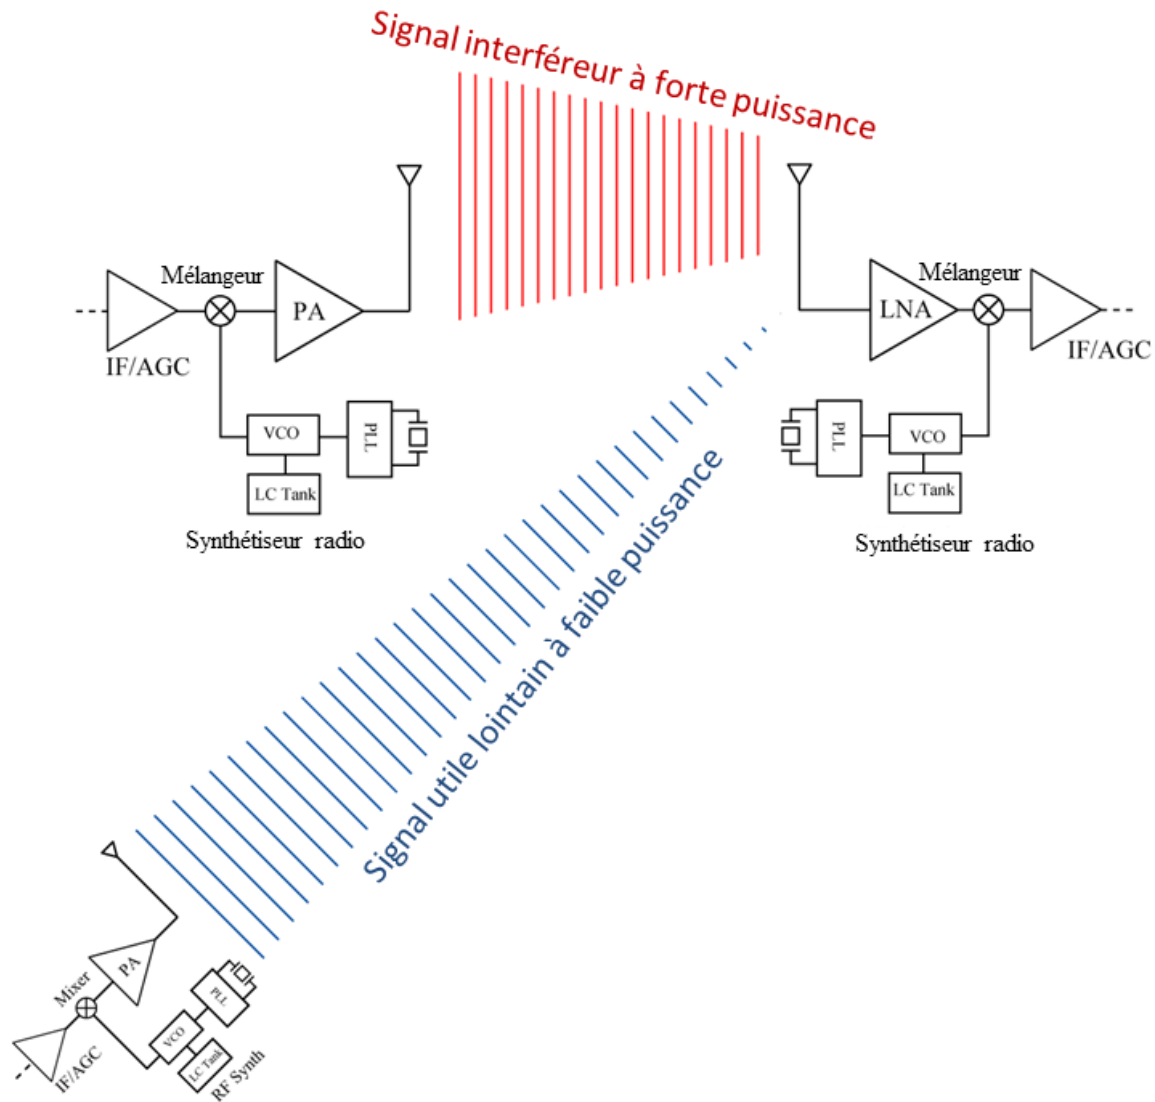 Signal interféreur à forte puissance
Mélangeur
PA
IF/AGC
VCO
PLL
LC Tank
Synthétiseur radio
LNA
Mélangeur
IF/AGC
PLL
VCO
LC Tank
Synthétiseur radio
Signal utile lointain à faible puissance
PA
Mixer
IF/AGC
PLL
VCO
LC Tank
RF Synth